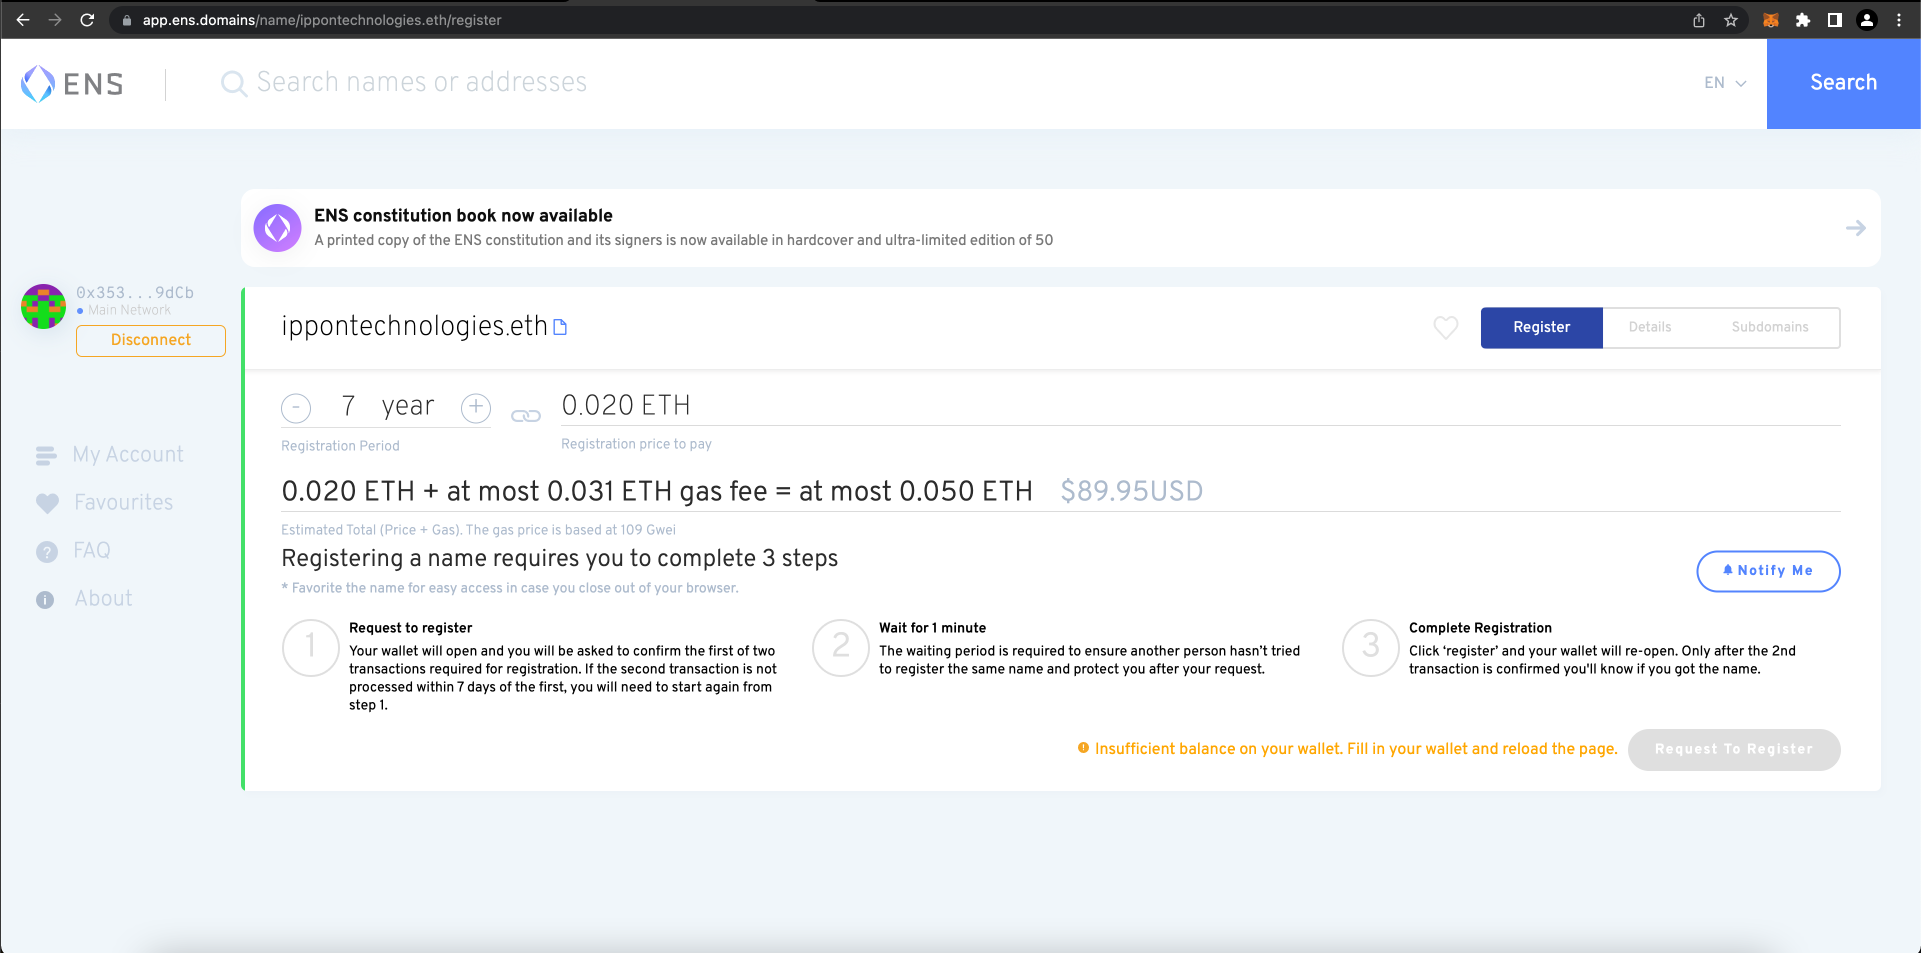 app.ens.domains/name/ippontechnologies.eth/register
ENS
Search names or addresses
EN
Search
ENS constitution book now available
A printed copy of the ENS constitution and its signers is now available in hardcover and ultra-limited edition of 50
0x353...9dCb
Main Network
Disconnect
ippontechnologies.eth
Register
Details
Subdomains
- 7 year +
0.020 ETH
Registration Period
Registration price to pay
0.020 ETH + at most 0.031 ETH gas fee = at most 0.050 ETH $89.95USD
Estimated Total (Price + Gas). The gas price is based at 109 Gwei
My Account
Favourites
FAQ
About
Registering a name requires you to complete 3 steps
* Favorite the name for easy access in case you close out of your browser.
Notify Me
1
Request to register
Your wallet will open and you will be asked to confirm the first of two
transactions required for registration. If the second transaction is not
processed within 7 days of the first, you will need to start again from
step 1.
2
Wait for 1 minute
The waiting period is required to ensure another person hasn’t tried
to register the same name and protect you after your request.
3
Complete Registration
Click ‘register’ and your wallet will re-open. Only after the 2nd
transaction is confirmed you'll know if you got the name.
Insufficient balance on your wallet. Fill in your wallet and reload the page.
Request To Register